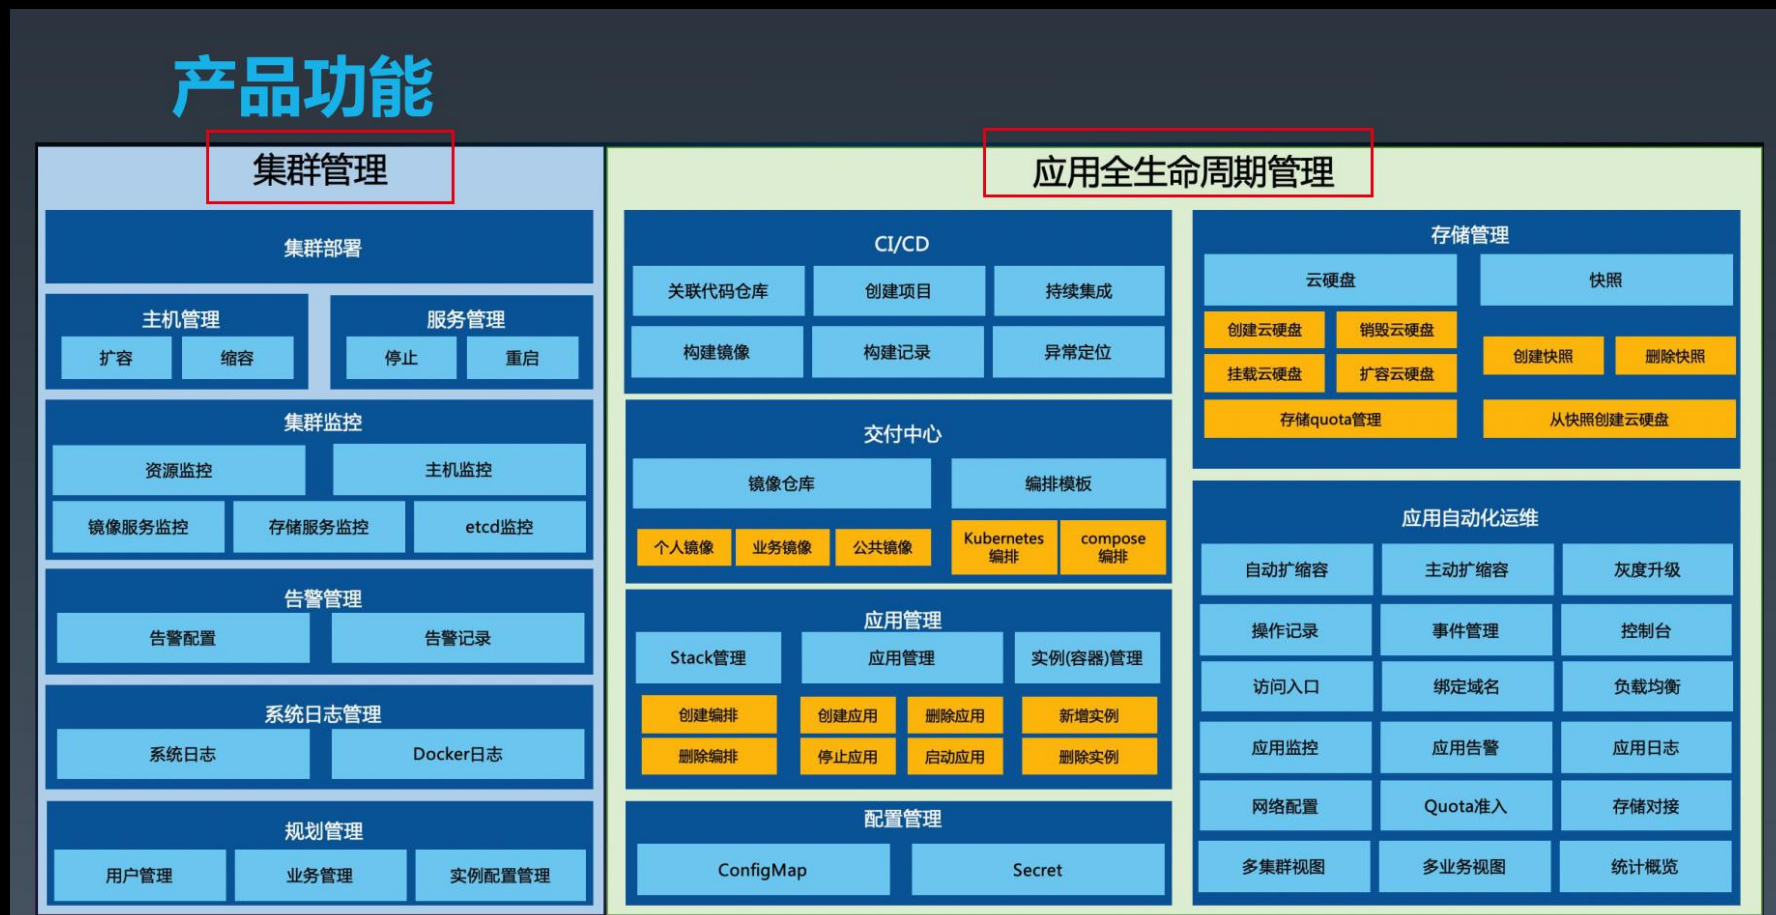 产品功能
集群管理
集群部署
主机管理
扩容
缩容
服务管理
停止
重启
集群监控
资源监控
主机监控
镜像服务监控
存储服务监控
etcd监控
告警管理
告警配置
告警记录
系统日志管理
系统日志
Docker日志
规划管理
用户管理
业务管理
实例配置管理
应用全生命周期管理
CI/CD
关联代码仓库
创建项目
持续集成
构建镜像
构建记录
异常定位
交付中心
镜像仓库
编排模板
个人镜像
业务镜像
公共镜像
Kubernetes
编排
compose
编排
应用管理
Stack管理
应用管理
实例(容器)管理
创建编排
创建应用
删除应用
新增实例
删除编排
停止应用
启动应用
删除实例
配置管理
ConfigMap
Secret
存储管理
云硬盘
快照
创建云硬盘
销毁云硬盘
挂载云硬盘
扩容云硬盘
创建快照
删除快照
存储quota管理
从快照创建云硬盘
应用自动化运维
自动扩缩容
主动扩缩容
灰度升级
操作记录
事件管理
控制台
访问入口
绑定域名
负载均衡
应用监控
应用告警
应用日志
网络配置
Quota准入
存储对接
多集群视图
多业务视图
统计概览